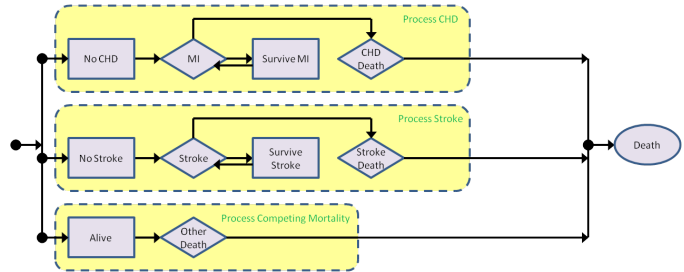 Process CHD
No CHD
MI
Survive MI
CHD
Death
Process Stroke
No Stroke
Stroke
Survive
Stroke
Stroke
Death
Death
Process Competing Mortality
Alive
Other
Death